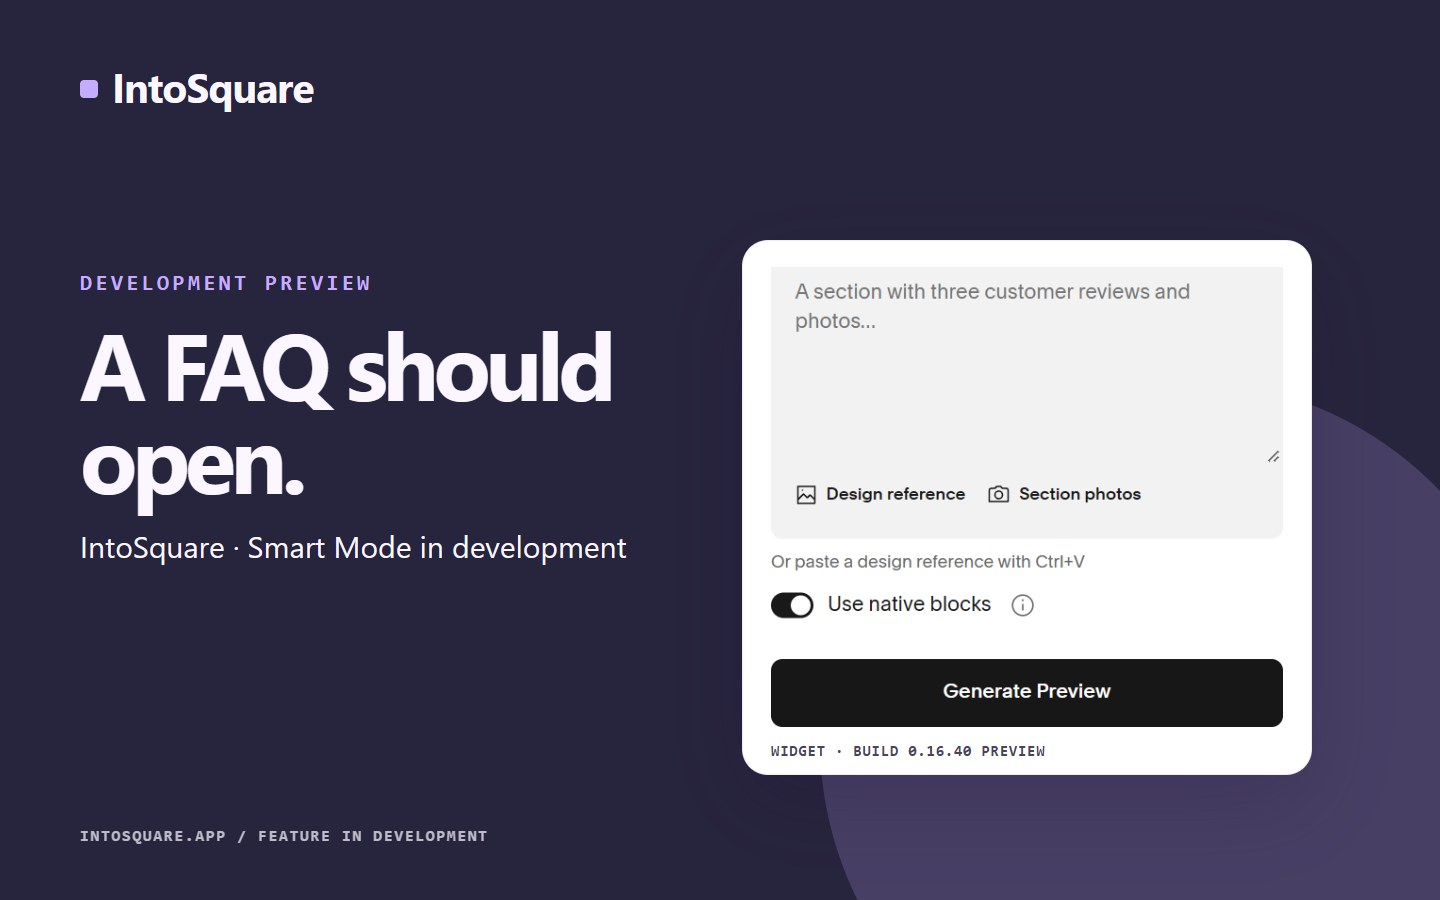 IntoSquare
DEVELOPMENT PREVIEW
A FAQ should
open.
IntoSquare · Smart Mode in development
INTOSQUARE.APP / FEATURE IN DEVELOPMENT
A section with three customer reviews and
photos...
Design reference Section photos
Or paste a design reference with Ctrl+V
Use native blocks
Generate Preview
WIDGET · BUILD 0.16.40 PREVIEW